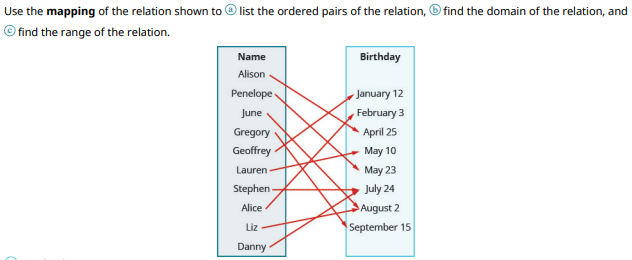 Use the mapping of the relation shown to ⓐ list the ordered pairs of the relation, ⓑ find the domain of the relation, and
ⓒ find the range of the relation.
Name Birthday
Alison
Penelope January 12
June February 3
Gregory April 25
Geoffrey May 10
Lauren May 23
Stephen July 24
Alice August 2
Liz September 15
Danny